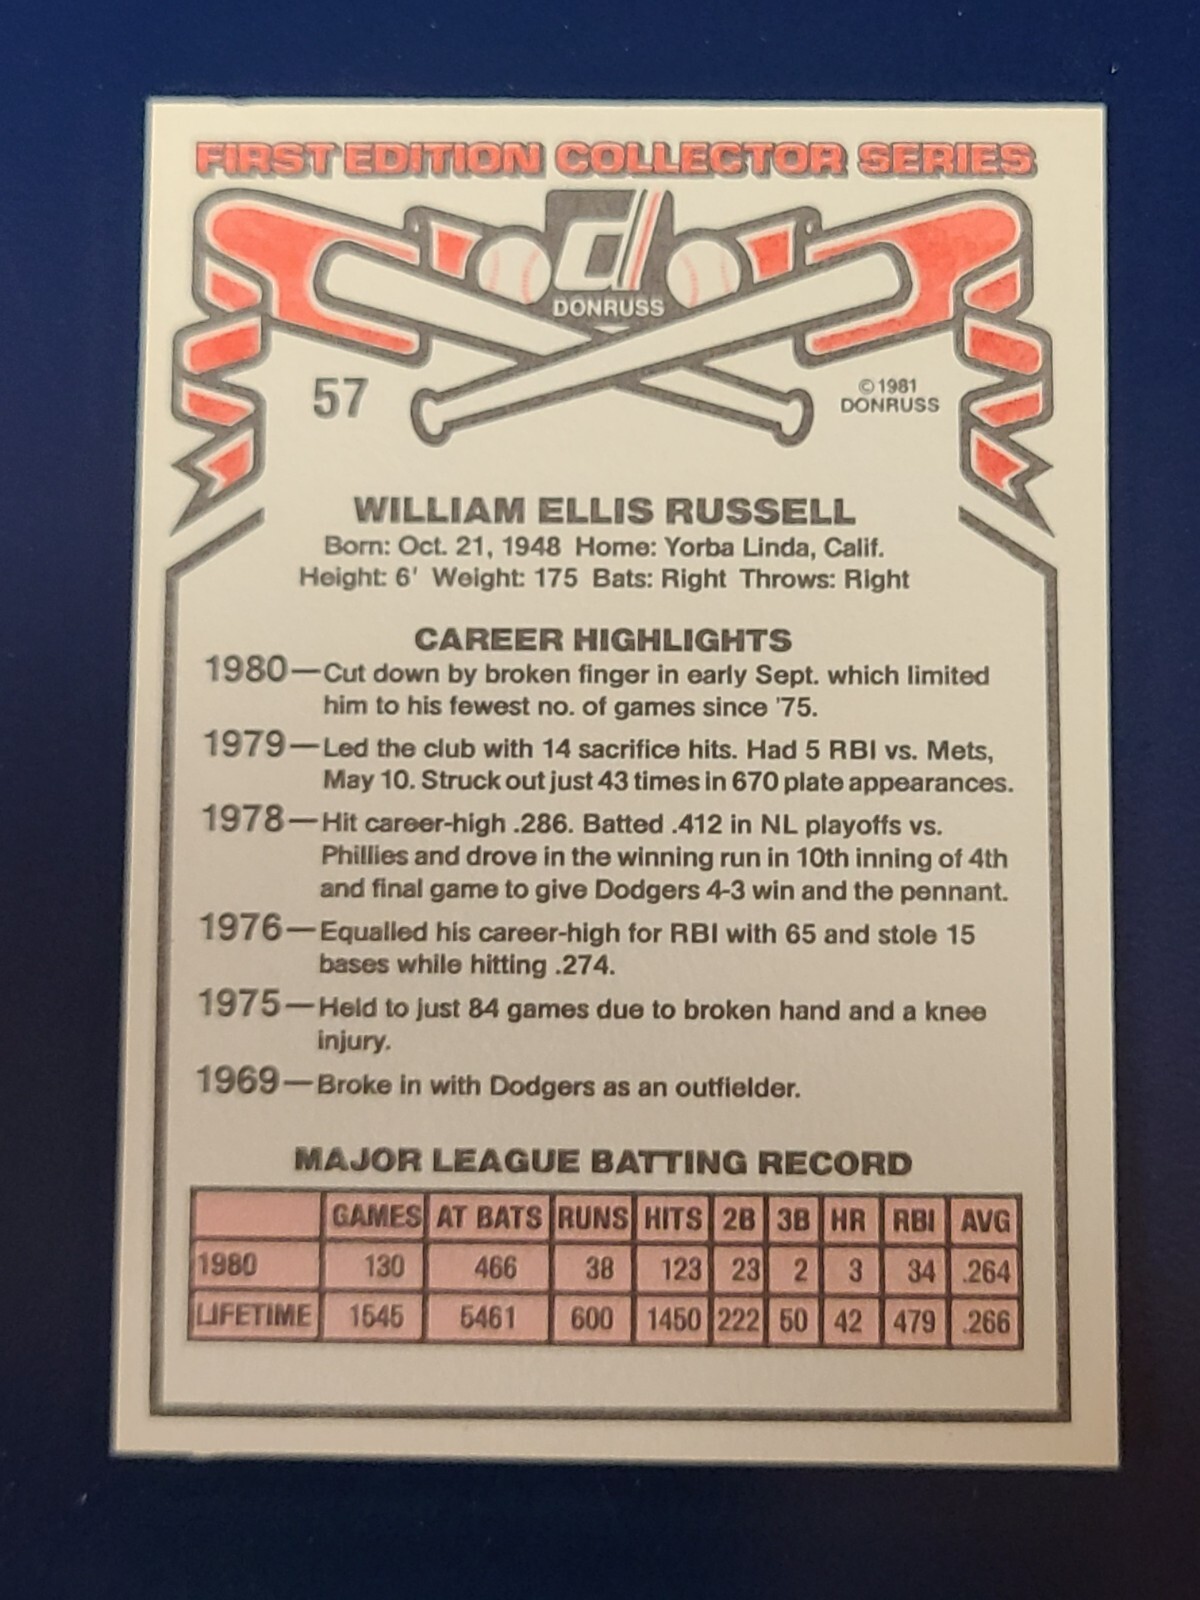 FIRST EDITION COLLECTOR SERIES
d
DONRUSS
57
©1981
DONRUSS
WILLIAM ELLIS RUSSELL
Born: Oct. 21, 1948 Home: Yorba Linda, Calif.
Height: 6' Weight: 175 Bats: Right Throws: Right
CAREER HIGHLIGHTS
1980—Cut down by broken finger in early Sept. which limited
him to his fewest no. of games since '75.
1979—Led the club with 14 sacrifice hits. Had 5 RBI vs. Mets,
May 10. Struck out just 43 times in 670 plate appearances.
1978—Hit career-high .286. Batted .412 in NL playoffs vs.
Phillies and drove in the winning run in 10th inning of 4th
and final game to give Dodgers 4-3 win and the pennant.
1976—Equalled his career-high for RBI with 65 and stole 15
bases while hitting .274.
1975—Held to just 84 games due to broken hand and a knee
injury.
1969—Broke in with Dodgers as an outfielder.
MAJOR LEAGUE BATTING RECORD
GAMES AT BATS RUNS HITS 2B 3B HR RBI AVG
1980 130 466 38 123 23 2 3 34 .264
LIFETIME 1545 5461 600 1450 222 50 42 479 .266